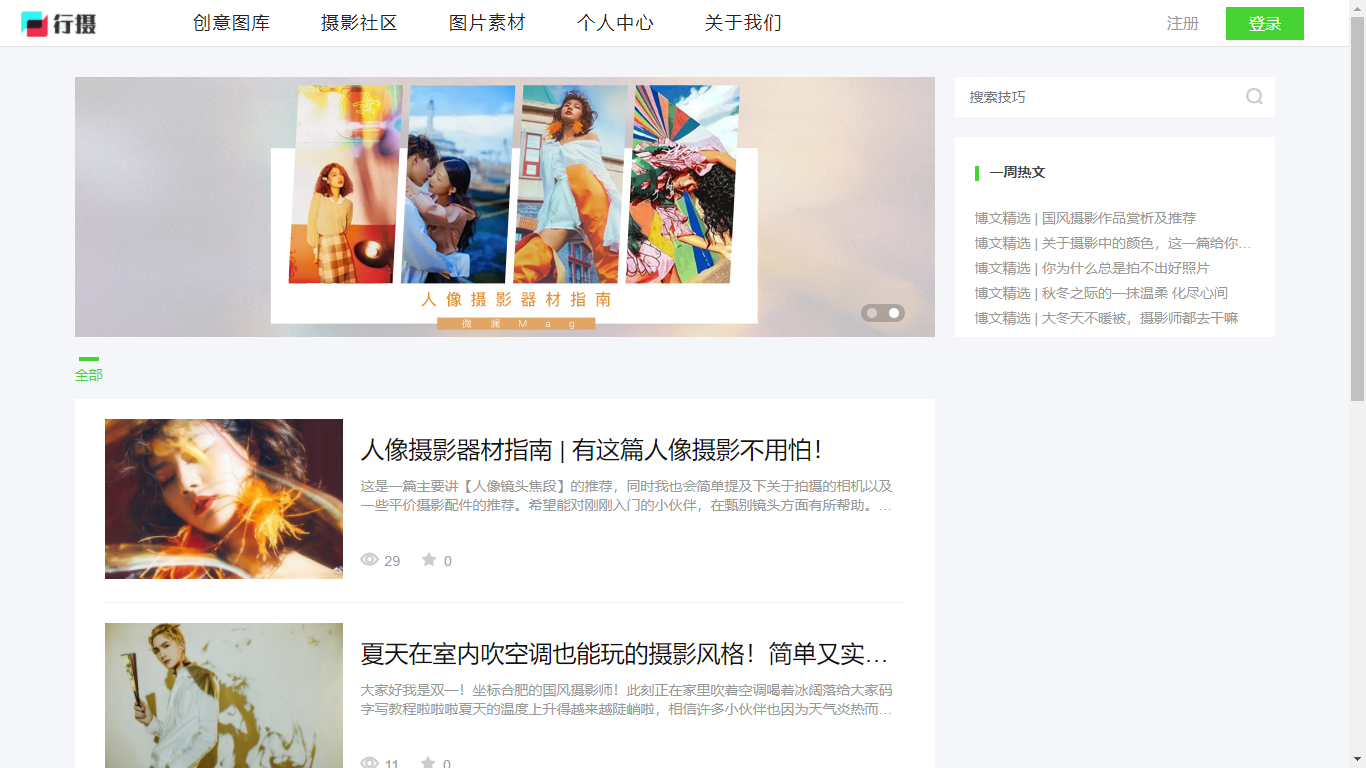 行摄
创意图库
摄影社区
图片素材
个人中心
关于我们
注册
登录
人像摄影器材指南
微澜Mag
搜索技巧
一周热文
博文精选 | 国风摄影作品赏析及推荐
博文精选 | 关于摄影中的颜色，这一篇给你...
博文精选 | 你为什么总是拍不出好照片
博文精选 | 秋冬之际的一抹温柔 化尽心间
博文精选 | 大冬天不暖被，摄影师都去干嘛
全部
人像摄影器材指南 | 有这篇人像摄影不用怕！
这是一篇主要讲【人像镜头焦段】的推荐，同时我也会简单提及下关于拍摄的相机以及
一些平价摄影配件的推荐。希望能对刚刚入门的小伙伴，在甄别镜头方面有所帮助。...
29
0
夏天在室内吹空调也能玩的摄影风格！简单又实...
大家好我是双一！坐标合肥的国风摄影师！此刻正在家里吹着空调喝着冰阔落给大家码
字写教程啦啦啦夏天的温度上升得越来越陡峭啦，相信许多小伙伴也因为天气炎热而...
11
0